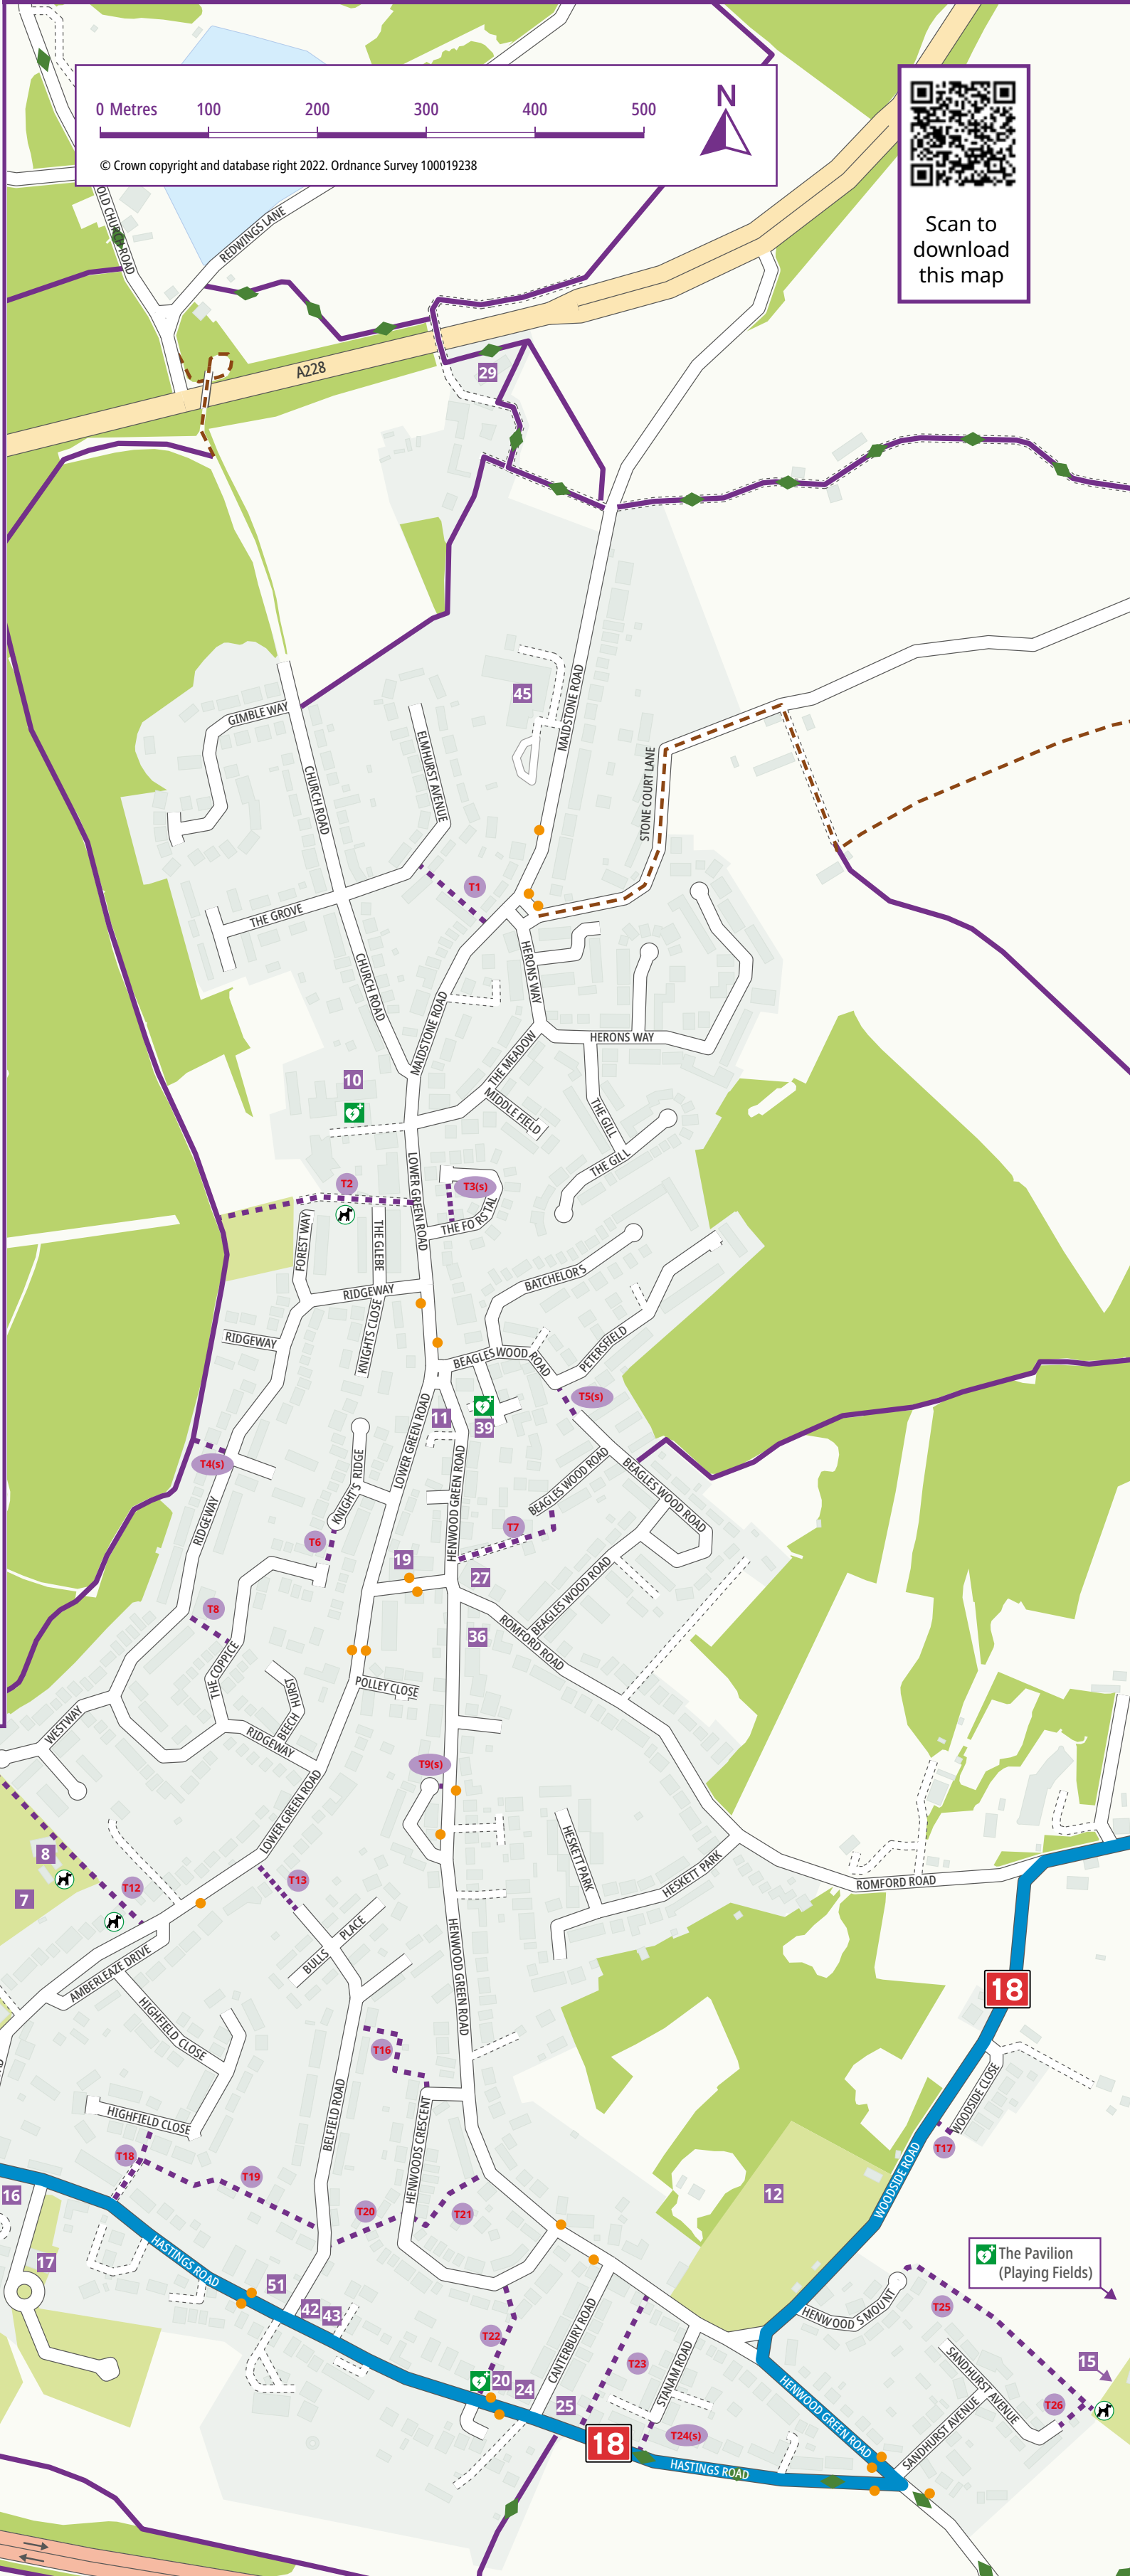 0 Metres 100 200 300 400 500
N
© Crown copyright and database right 2022. Ordnance Survey 100019238
Scan to
download
this map
OLD CHURCH ROAD
REDWINGS LANE
A228
29
45
GIMBLE WAY
ELMHURST AVENUE
MAIDSTONE ROAD
CHURCH ROAD
STONE COURT LANE
T1
THE GROVE
CHURCH ROAD
HERONS WAY
MAIDSTONE ROAD
HERONS WAY
THE MEADOW
10
MIDDLE FIELD
THE GILL
THE GILL
LOWER GREEN ROAD
T2
T3(s)
THE FORSTAL
FOREST WAY
THE GLEBE
BATCHELORS
RIDGEWAY
KNIGHTS CLOSE
RIDGEWAY
BEAGLES WOOD ROAD
PETERSFIELD
T5(s)
11
39
LOWER GREEN ROAD
T4(s)
HENWOOD GREEN ROAD
BEAGLES WOOD ROAD
BEAGLES WOOD ROAD
KNIGHT'S RIDGE
RIDGEWAY
T7
T6
19
27
BEAGLES WOOD ROAD
T8
36
ROMFORD ROAD
THE COPPICE
POLLEY CLOSE
BEECH HURST
WESTWAY
RIDGEWAY
T9(s)
LOWER GREEN ROAD
8
7
T12
T13
HESKETT PARK
HESKETT PARK
ROMFORD ROAD
BULLS PLACE
AMBERLEAZE DRIVE
HENWOOD GREEN ROAD
18
HIGHFIELD CLOSE
T16
WOODSIDE CLOSE
HIGHFIELD CLOSE
BELFIELD ROAD
HENWOODS CRESCENT
T17
T18
T19
WOODSIDE ROAD
16
T20
T21
12
17
HASTINGS ROAD
The Pavilion
(Playing Fields)
51
42
43
HENWOODS MOUNT
T25
T22
CANTERBURY ROAD
T23
STANAM ROAD
15
20
24
25
SANDHURST AVENUE
T26
HENWOOD GREEN ROAD
SANDHURST AVENUE
T24(s)
18
HASTINGS ROAD